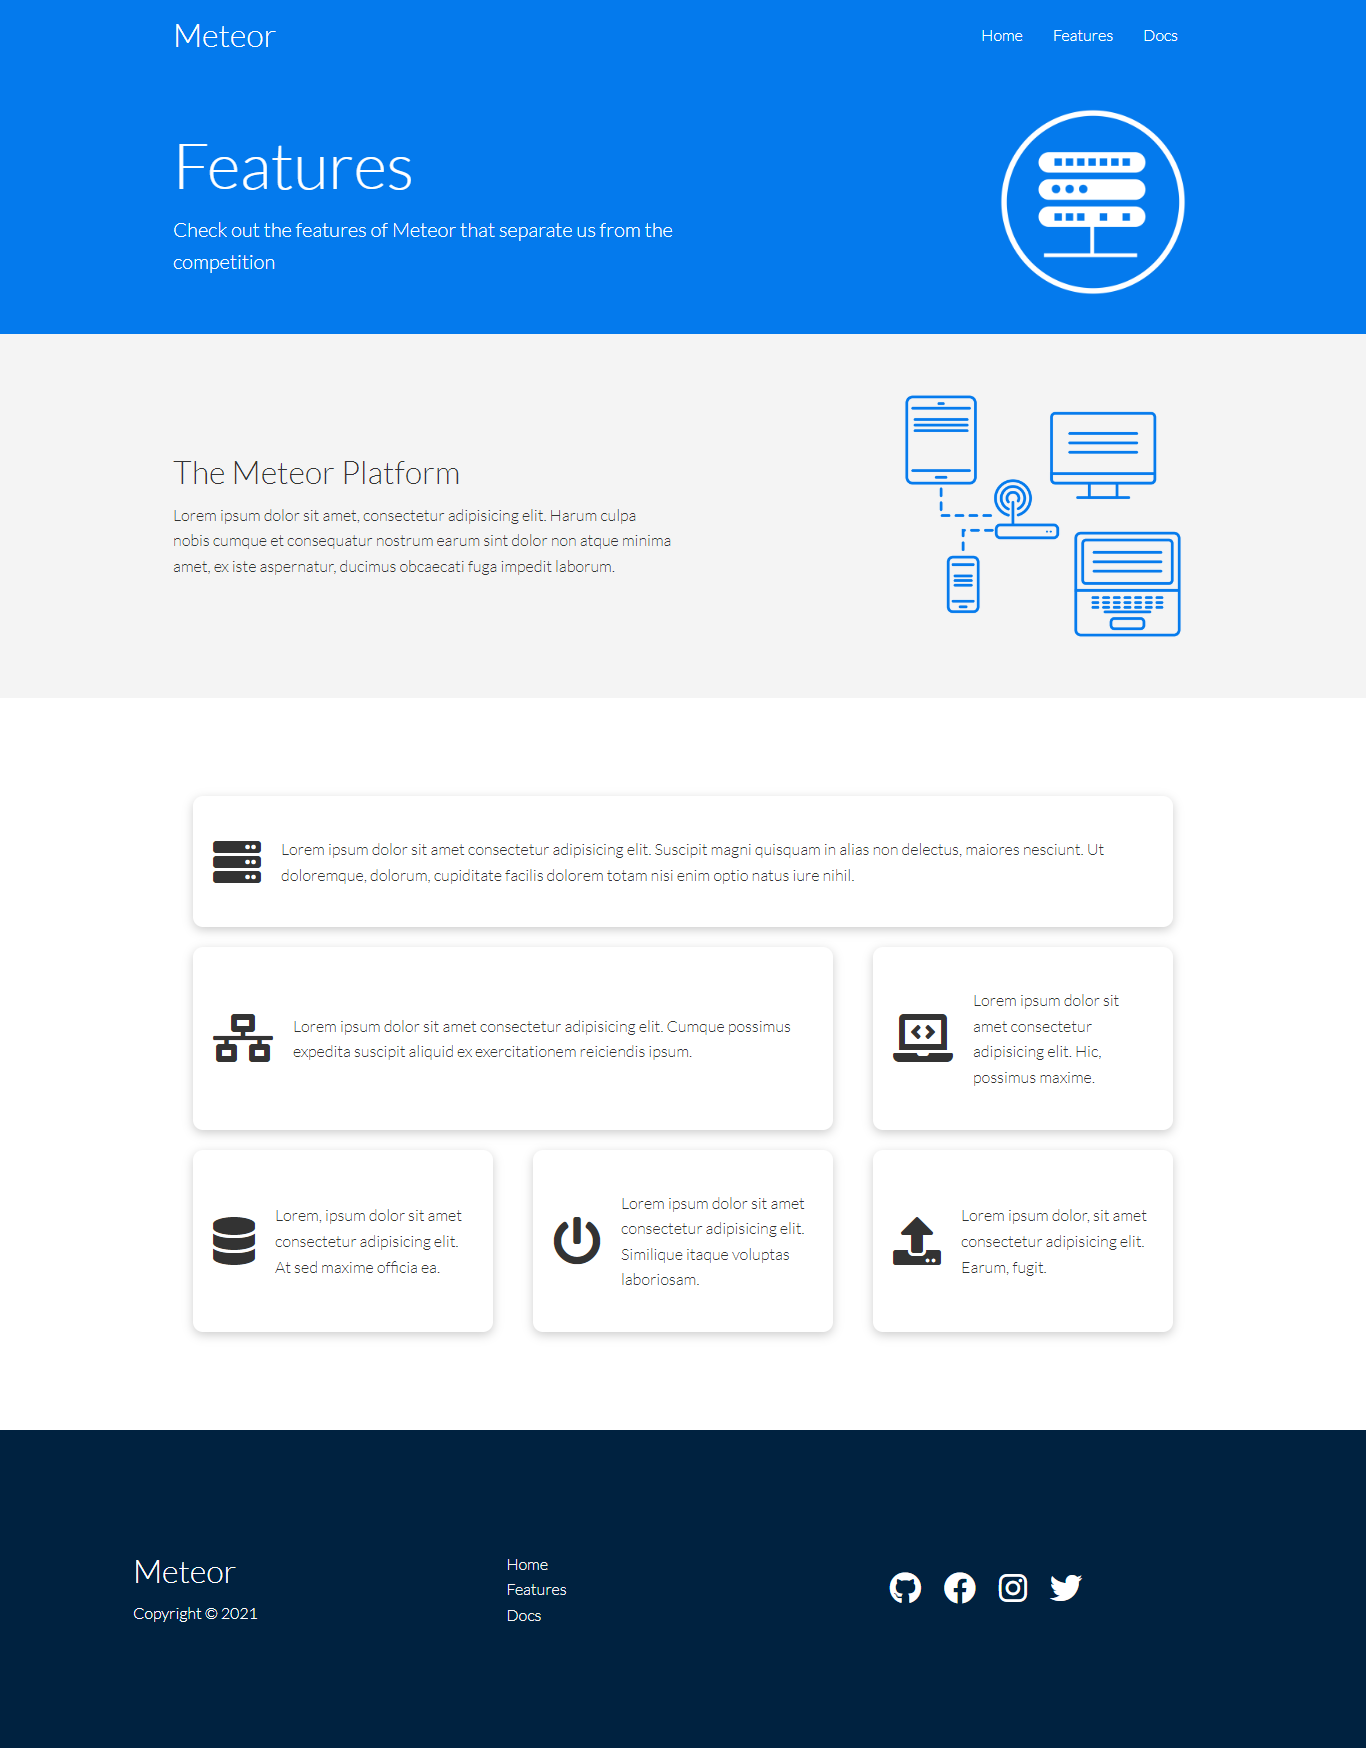 Meteor
Home Features Docs
Features
Check out the features of Meteor that separate us from the
competition
The Meteor Platform
Lorem ipsum dolor sit amet, consectetur adipisicing elit. Harum culpa
nobis cumque et consequatur nostrum earum sint dolor non atque minima
amet, ex iste aspernatur, ducimus obcaecati fuga impedit laborum.
Lorem ipsum dolor sit amet consectetur adipisicing elit. Suscipit magni quisquam in alias non delectus, maiores nesciunt. Ut
doloremque, dolorum, cupiditate facilis dolorem totam nisi enim optio natus iure nihil.
Lorem ipsum dolor sit amet consectetur adipisicing elit. Cumque possimus
expedita suscipit aliquid ex exercitationem reiciendis ipsum.
Lorem ipsum dolor sit
amet consectetur
adipisicing elit. Hic,
possimus maxime.
Lorem, ipsum dolor sit amet
consectetur adipisicing elit.
At sed maxime officia ea.
Lorem ipsum dolor sit amet
consectetur adipisicing elit.
Similique itaque voluptas
laboriosam.
Lorem ipsum dolor, sit amet
consectetur adipisicing elit.
Earum, fugit.
Meteor
Copyright © 2021
Home
Features
Docs